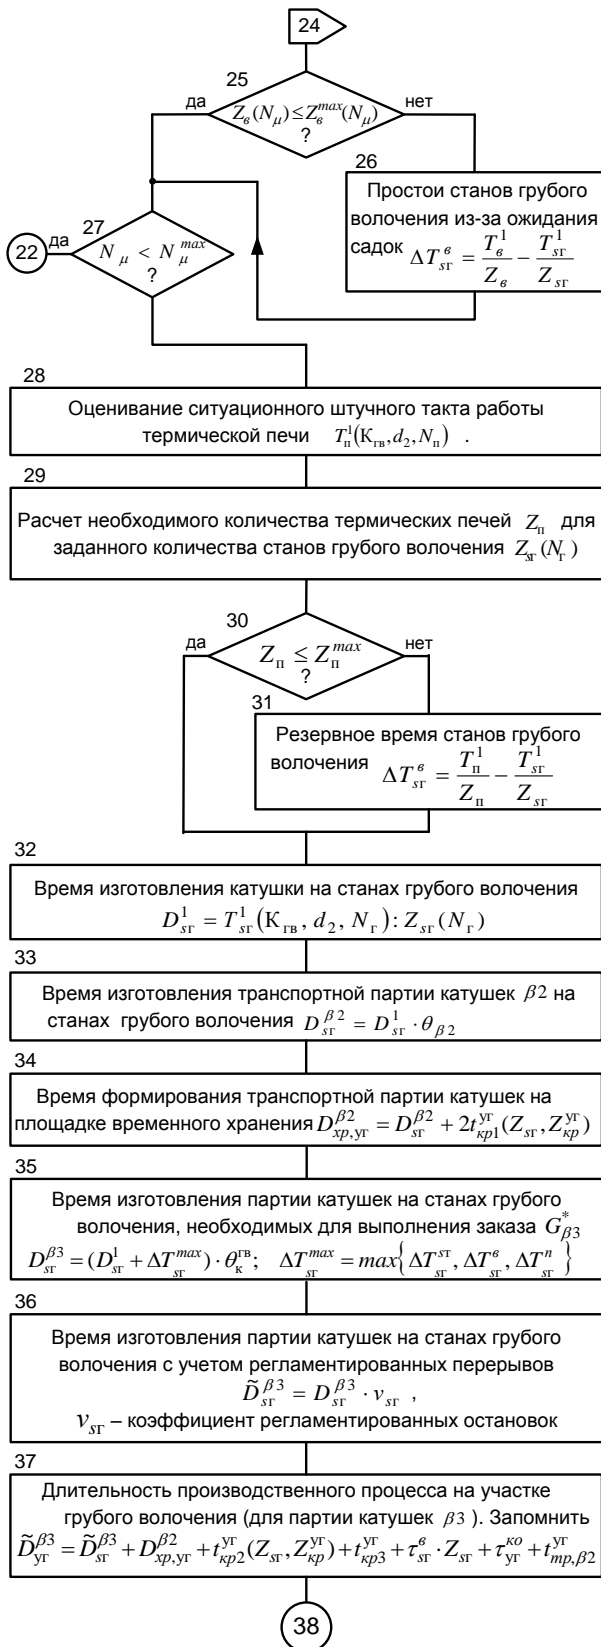 24
25
да
Z_в(N_μ) ≤ Z_в^max(N_μ)
нет
?
26
Простои станов грубого
волочения из-за ожидания
садок ΔT_sг^в = T_в^1/Z_в − T_sг^1/Z_sг
27
22
да
N_μ < N_μ^max
?
28
Оценивание ситуационного штучного такта работы
термической печи T_п^1(К_гв, d_2, N_п) .
29
Расчет необходимого количества термических печей Z_п для
заданного количества станов грубого волочения Z_sг(N_г)
30
да
Z_п ≤ Z_п^max
нет
?
31
Резервное время станов грубого
волочения ΔT_sг^в = T_п^1/Z_п − T_sг^1/Z_sг
32
Время изготовления катушки на станах грубого волочения
D_sг^1 = T_sг^1(К_гв, d_2, N_г) : Z_sг(N_г)
33
Время изготовления транспортной партии катушек β2 на
станах грубого волочения D_sг^β2 = D_sг^1 · θ_β2
34
Время формирования транспортной партии катушек на
площадке временного хранения D_хр,уг^β2 = D_sг^β2 + 2t_кр1^уг(Z_sг, Z_кр^уг)
35
Время изготовления партии катушек на станах грубого
волочения, необходимых для выполнения заказа G_β3^*
D_sг^β3 = (D_sг^1 + ΔT_sг^max) · θ_к^гв; ΔT_sг^max = max{ΔT_sг^sт, ΔT_sг^в, ΔT_sг^п}
36
Время изготовления партии катушек на станах грубого
волочения с учетом регламентированных перерывов
D̃_sг^β3 = D_sг^β3 · ν_sг ,
ν_sг – коэффициент регламентированных остановок
37
Длительность производственного процесса на участке
грубого волочения (для партии катушек β3 ). Запомнить
D̃_уг^β3 = D̃_sг^β3 + D_хр,уг^β2 + t_кр2^уг(Z_sг, Z_кр^уг) + t_кр3^уг + τ_sг^в · Z_sг + τ_уг^ко + t_тр,β2^уг
38